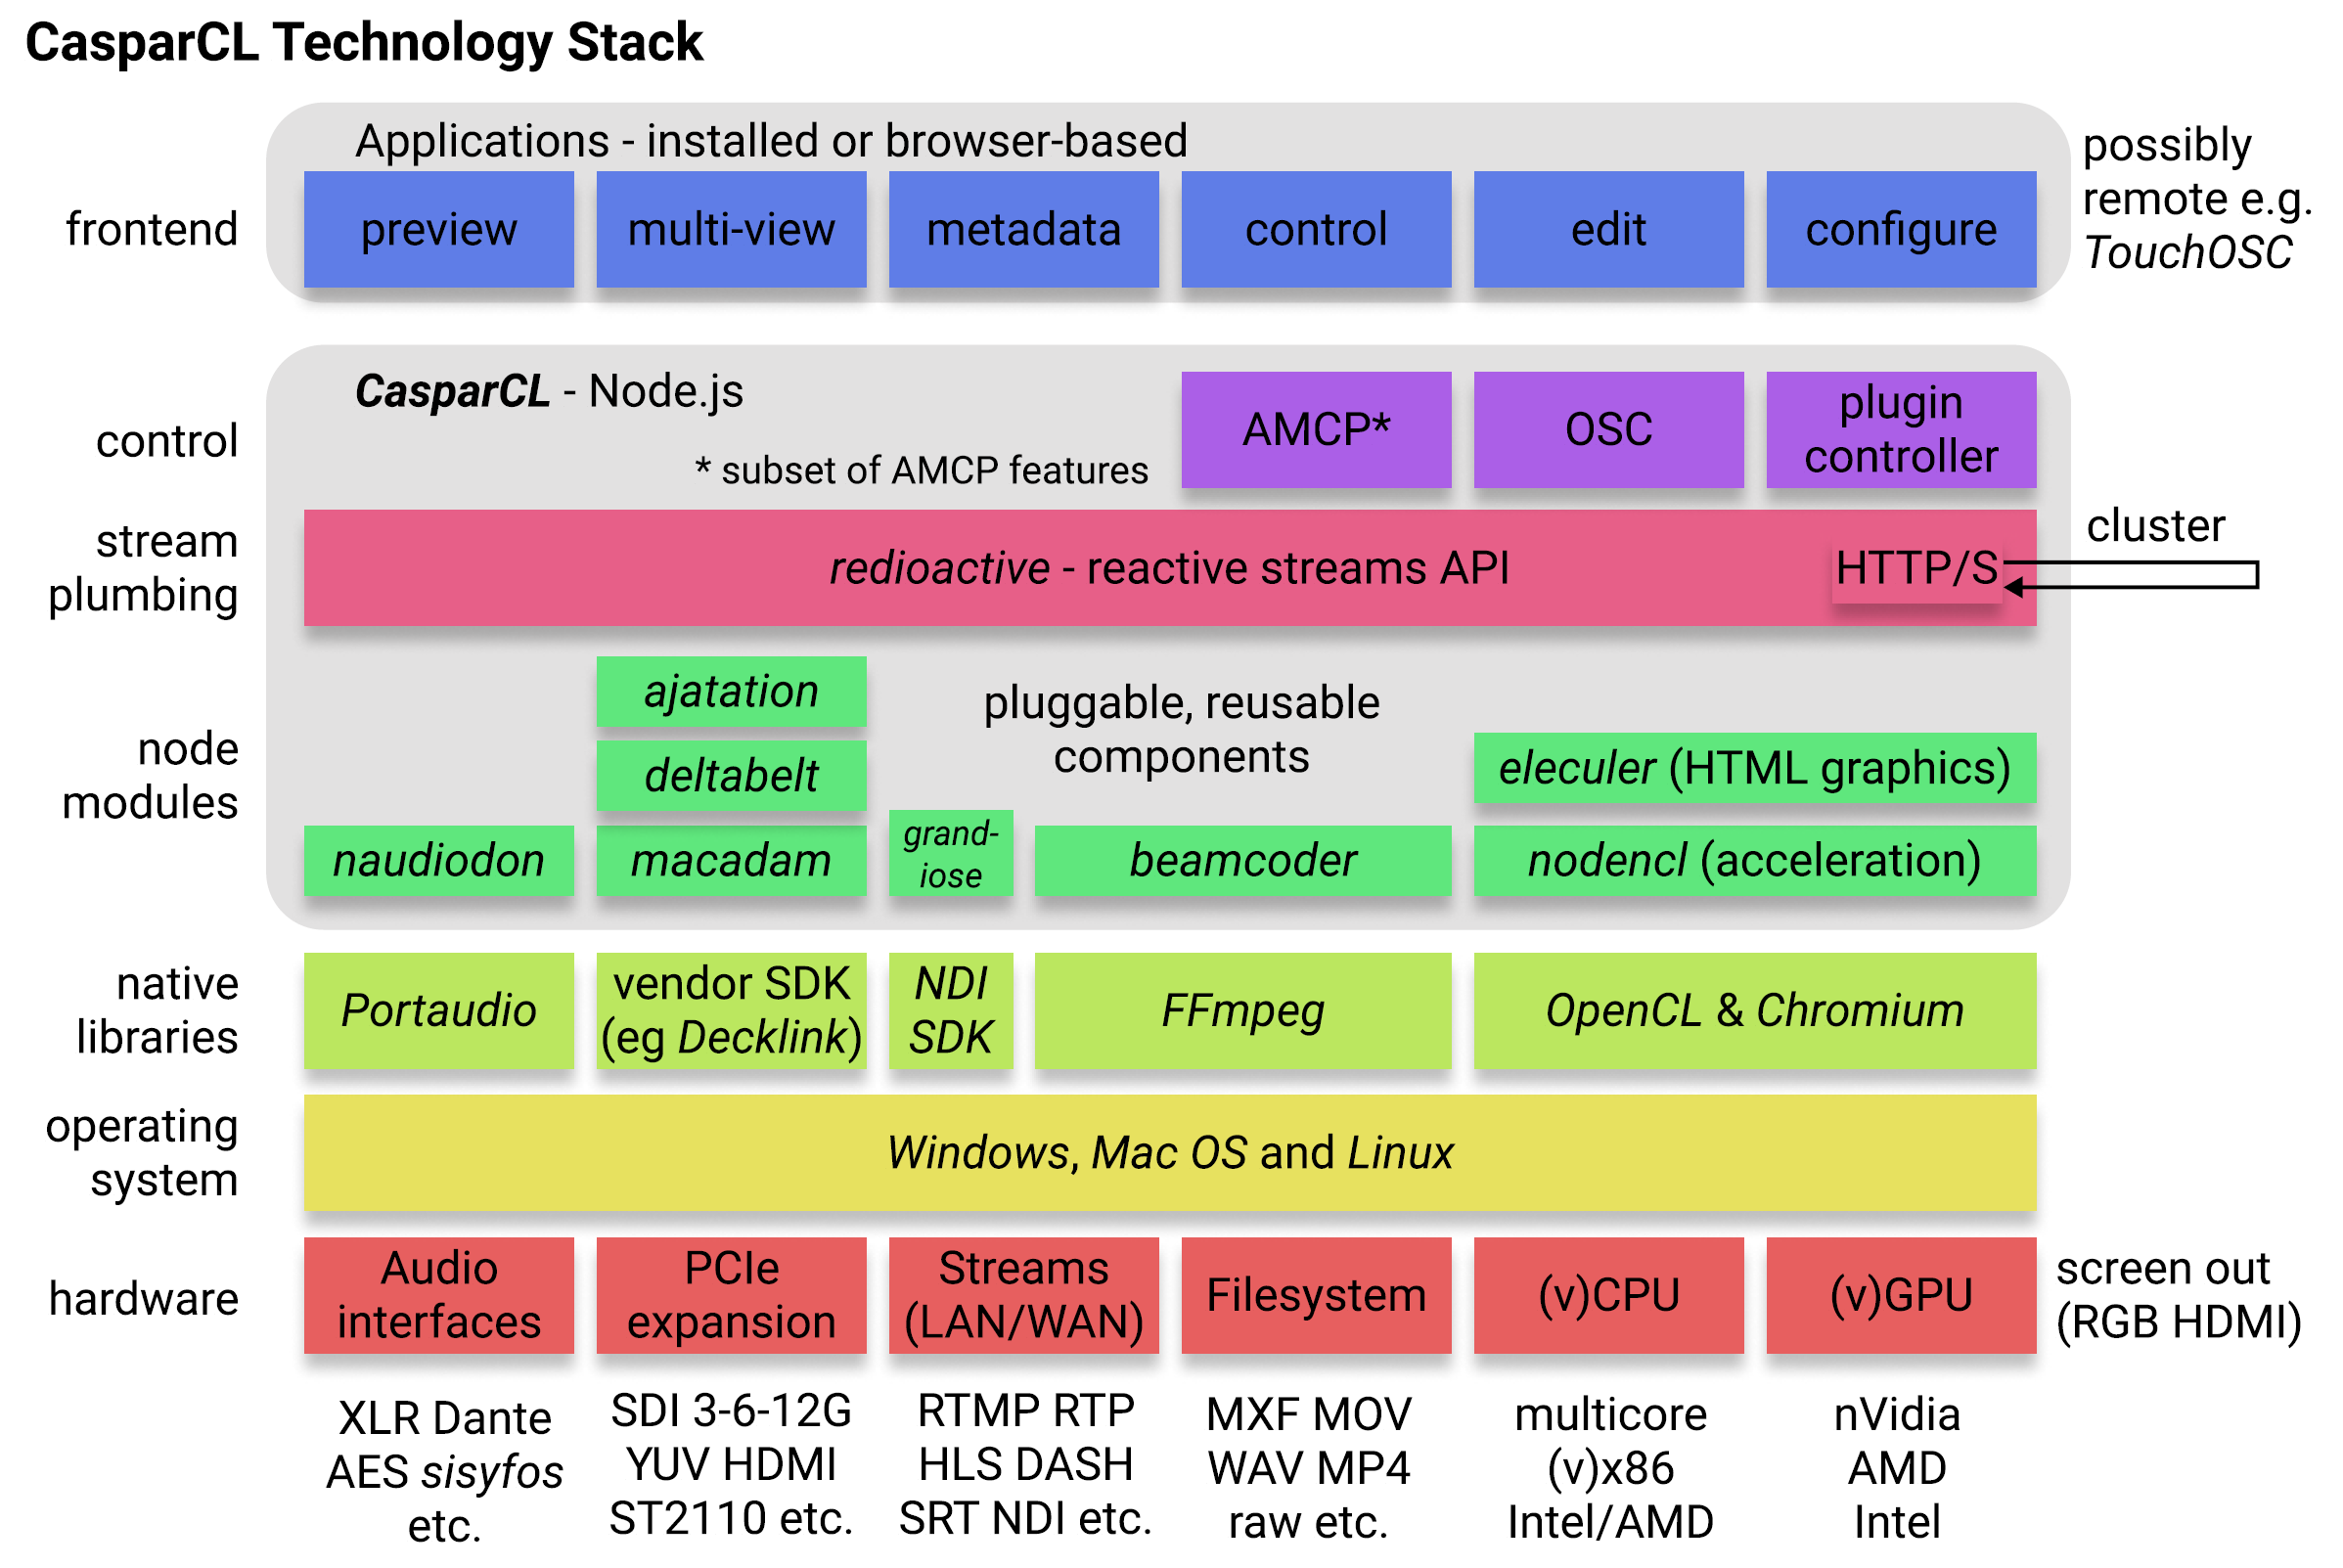 CasparCL Technology Stack
Applications - installed or browser-based
possibly
remote e.g.
TouchOSC
frontend
preview
multi-view
metadata
control
edit
configure
CasparCL - Node.js
control
* subset of AMCP features
AMCP*
OSC
plugin
controller
stream
plumbing
redioactive - reactive streams API
HTTP/S
cluster
node
modules
ajatation
deltabelt
pluggable, reusable
components
eleculer (HTML graphics)
naudiodon
macadam
grand-
iose
beamcoder
nodencl (acceleration)
native
libraries
Portaudio
vendor SDK
(eg Decklink)
NDI
SDK
FFmpeg
OpenCL & Chromium
operating
system
Windows, Mac OS and Linux
hardware
Audio
interfaces
PCIe
expansion
Streams
(LAN/WAN)
Filesystem
(v)CPU
(v)GPU
screen out
(RGB HDMI)
XLR Dante
AES sisyfos
etc.
SDI 3-6-12G
YUV HDMI
ST2110 etc.
RTMP RTP
HLS DASH
SRT NDI etc.
MXF MOV
WAV MP4
raw etc.
multicore
(v)x86
Intel/AMD
nVidia
AMD
Intel